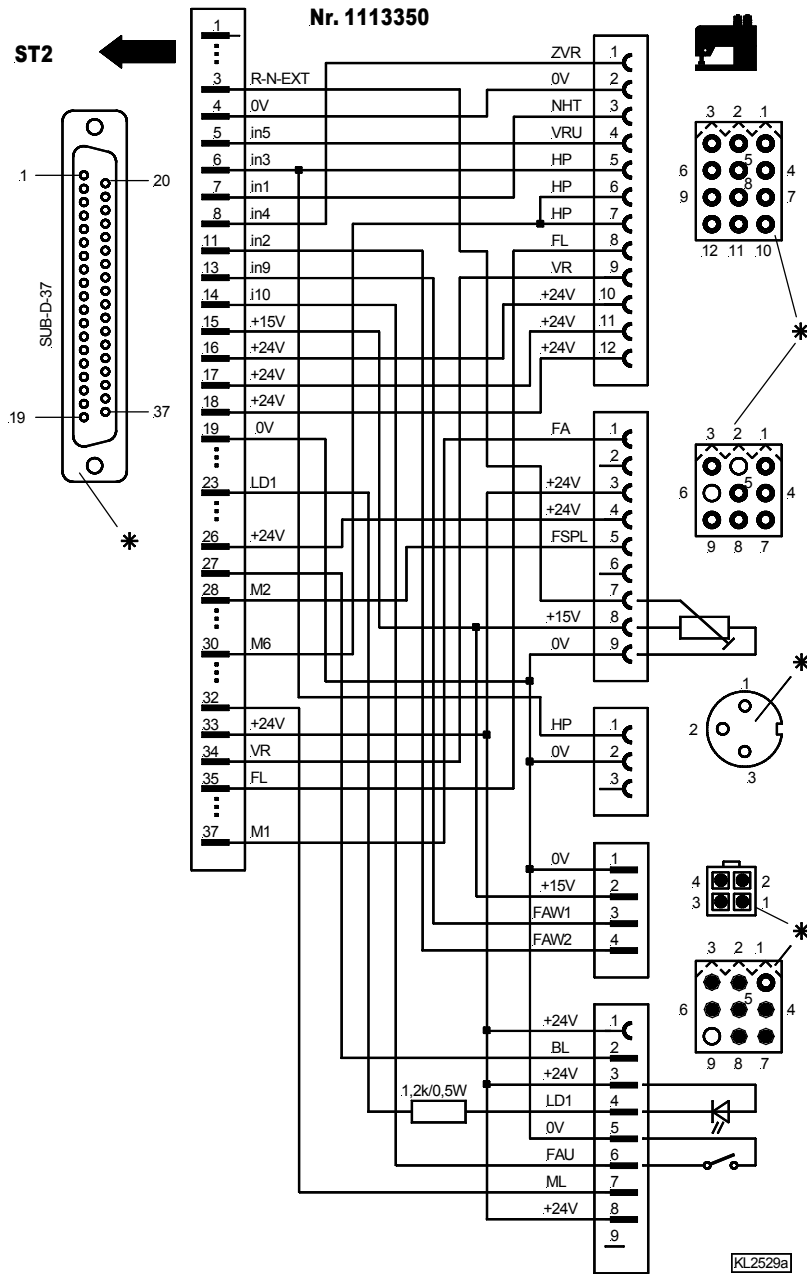 Nr. 1113350
ST2
SUB-D-37
1
20
19
37
1
3 R-N-EXT
4 0V
5 in5
6 in3
7 in1
8 in4
11 in2
13 in9
14 i10
15 +15V
16 +24V
17 +24V
18 +24V
19 0V
23 LD1
26 +24V
27
28 M2
30 M6
32
33 +24V
34 VR
35 FL
37 M1
ZVR 1
0V 2
NHT 3
VRU 4
HP 5
HP 6
HP 7
FL 8
VR 9
+24V 10
+24V 11
+24V 12
FA 1
2
+24V 3
+24V 4
FSPL 5
6
7
+15V 8
0V 9
HP 1
0V 2
3
0V 1
+15V 2
FAW1 3
FAW2 4
+24V 1
BL 2
+24V 3
1,2k/0,5W
LD1 4
0V 5
FAU 6
ML 7
+24V 8
9
3 2 1
6 5 4
9 8 7
12 11 10
3 2 1
6 5 4
9 8 7
1
2
3
4 2
3 1
3 2 1
6 5 4
9 8 7
KL2529a